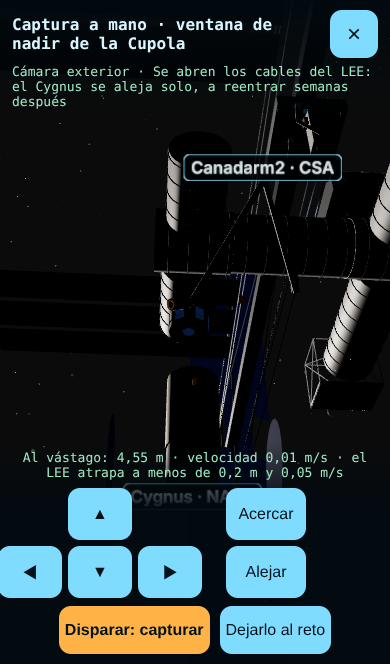 Captura a mano · ventana de
nadir de la Cupola
✕
Cámara exterior · Se abren los cables del LEE:
el Cygnus se aleja solo, a reentrar semanas
después
Canadarm2 · CSA
Al vástago: 4,55 m · velocidad 0,01 m/s · el
LEE atrapa a menos de 0,2 m y 0,05 m/s
Cygnus ·
▲
Acercar
◀ ▼ ▶
Alejar
Disparar: capturar
Dejarlo al reto